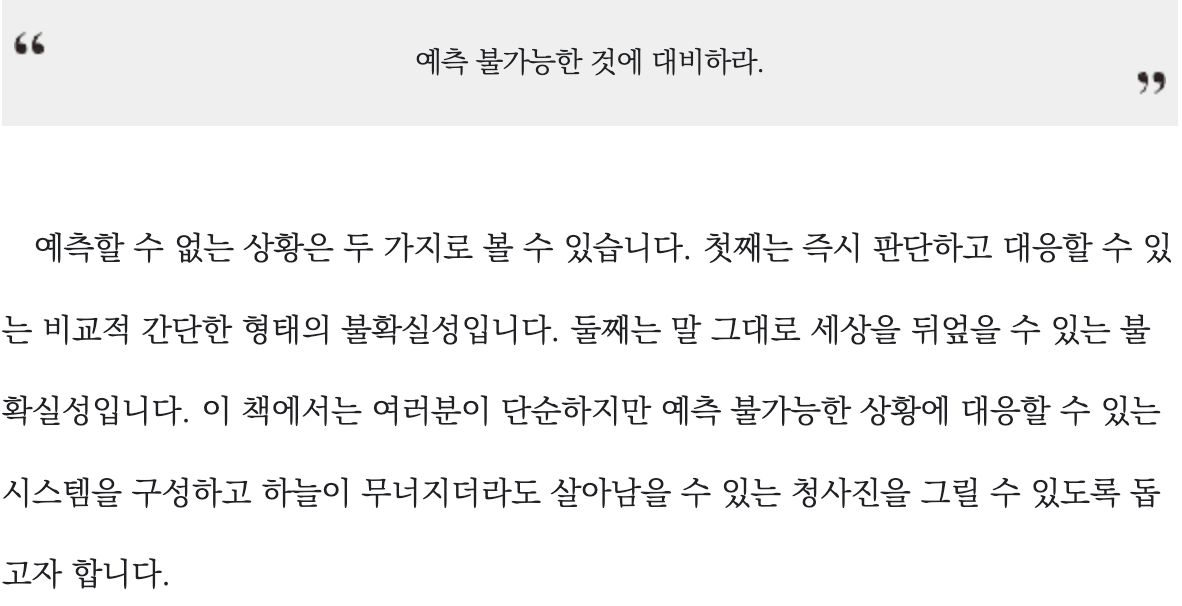 “
예측 불가능한 것에 대비하라.
”
예측할 수 없는 상황은 두 가지로 볼 수 있습니다. 첫째는 즉시 판단하고 대응할 수 있
는 비교적 간단한 형태의 불확실성입니다. 둘째는 말 그대로 세상을 뒤엎을 수 있는 불
확실성입니다. 이 책에서는 여러분이 단순하지만 예측 불가능한 상황에 대응할 수 있는
시스템을 구성하고 하늘이 무너지더라도 살아남을 수 있는 청사진을 그릴 수 있도록 돕
고자 합니다.